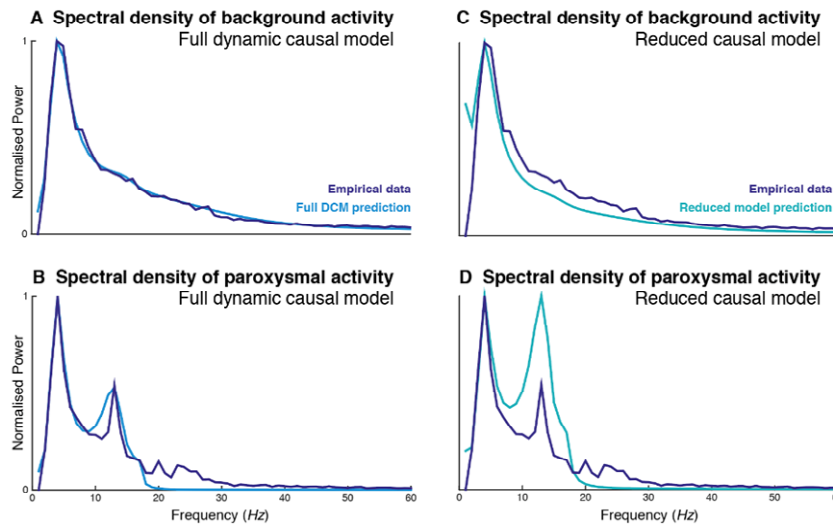 A Spectral density of background activity
Full dynamic causal model
Normalised Power
1
0
Empirical data
Full DCM prediction
C Spectral density of background activity
Reduced causal model
Empirical data
Reduced model prediction
B Spectral density of paroxysmal activity
Full dynamic causal model
Normalised Power
1
0
0 10 20 30 40 50 60
Frequency (Hz)
D Spectral density of paroxysmal activity
Reduced causal model
0 10 20 30 40 50 60
Frequency (Hz)